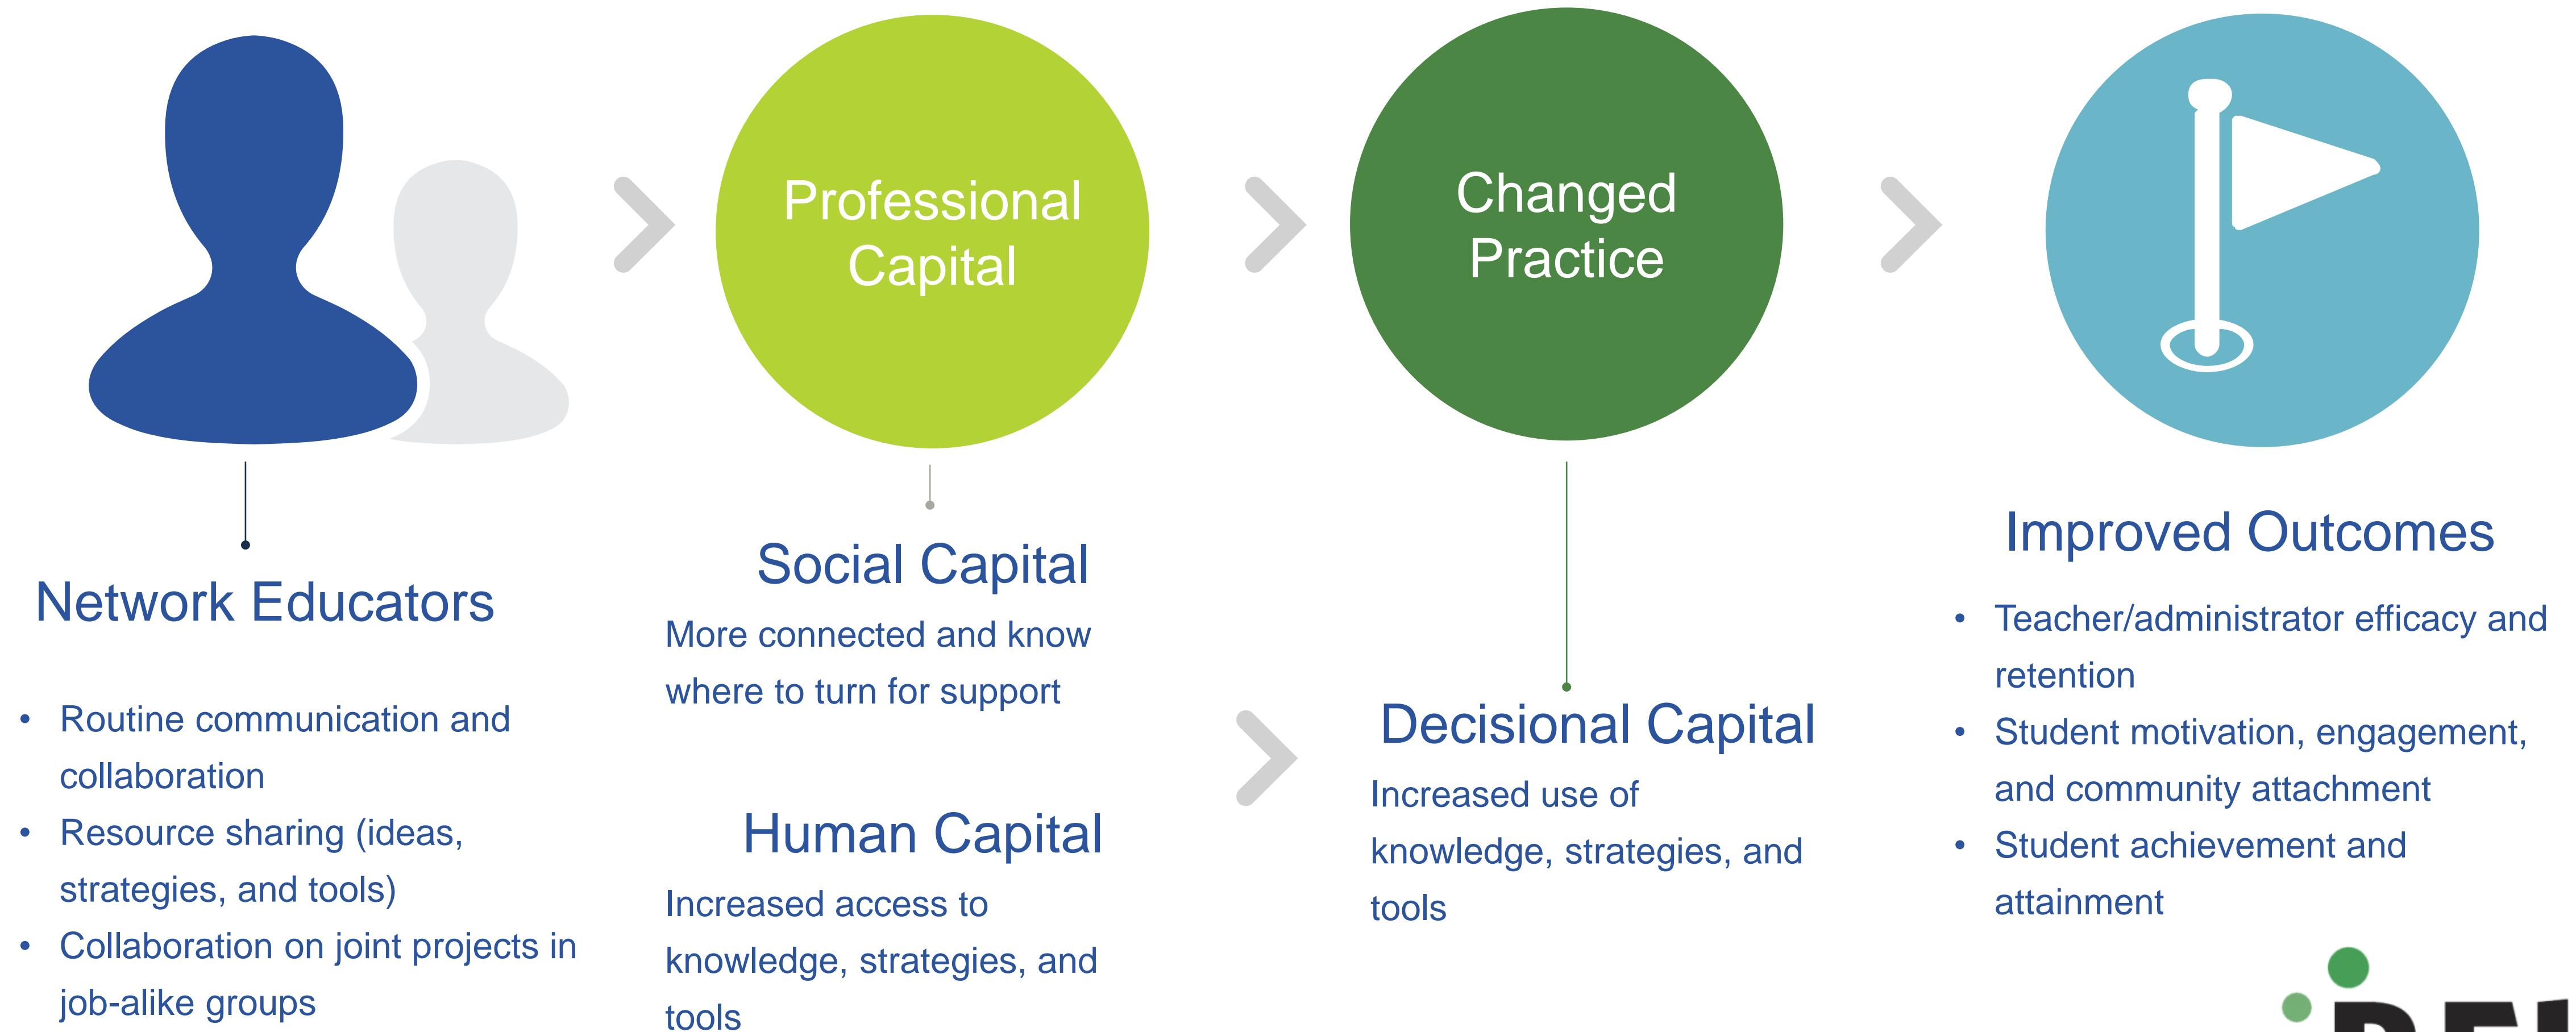 Professional
Capital
Changed
Practice
Network Educators
• Routine communication and
collaboration
• Resource sharing (ideas,
strategies, and tools)
• Collaboration on joint projects in
job-alike groups
Social Capital
More connected and know
where to turn for support
Human Capital
Increased access to
knowledge, strategies, and
tools
Decisional Capital
Increased use of
knowledge, strategies, and
tools
Improved Outcomes
• Teacher/administrator efficacy and
retention
• Student motivation, engagement,
and community attachment
• Student achievement and
attainment